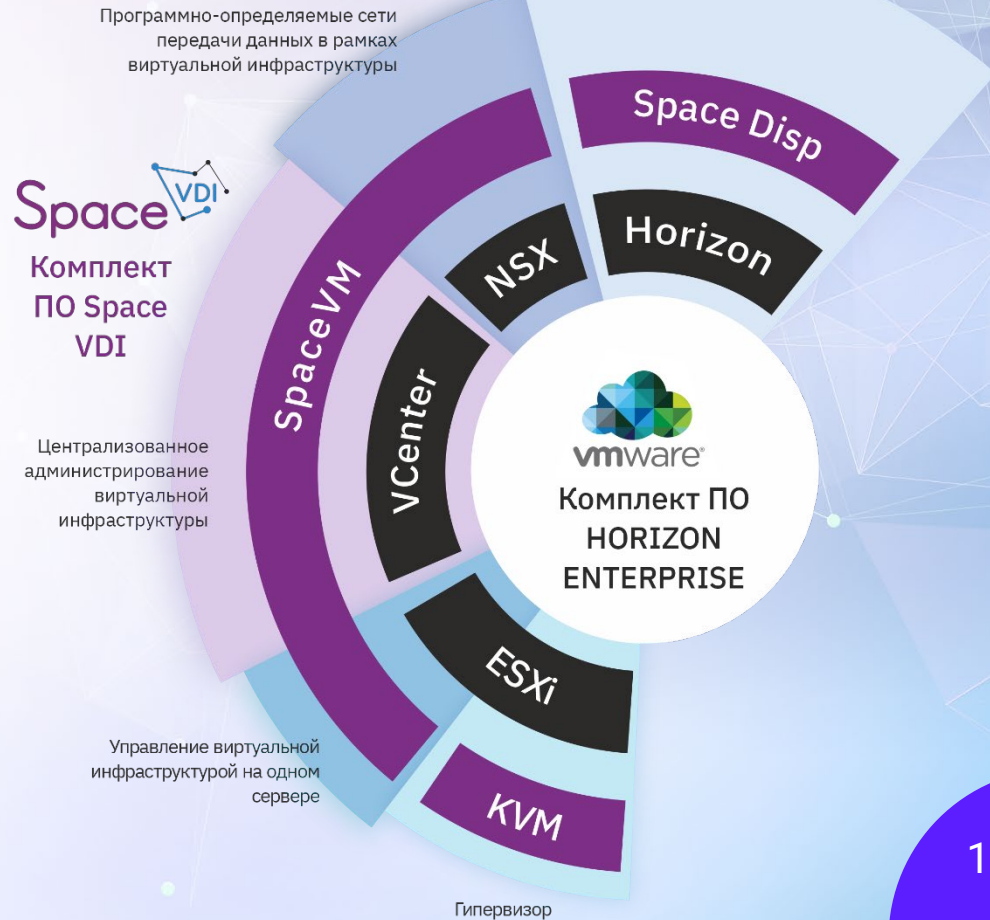 Программно-определяемые сети
передачи данных в рамках
виртуальной инфраструктуры
Space VDI
Комплект
ПО Space
VDI
Централизованное
администрирование
виртуальной
инфраструктуры
Управление виртуальной
инфраструктурой на одном
сервере
Гипервизор
SpaceVM
Space Disp
KVM
NSX
Horizon
VCenter
ESXi
vmware®
Комплект ПО
HORIZON
ENTERPRISE
1